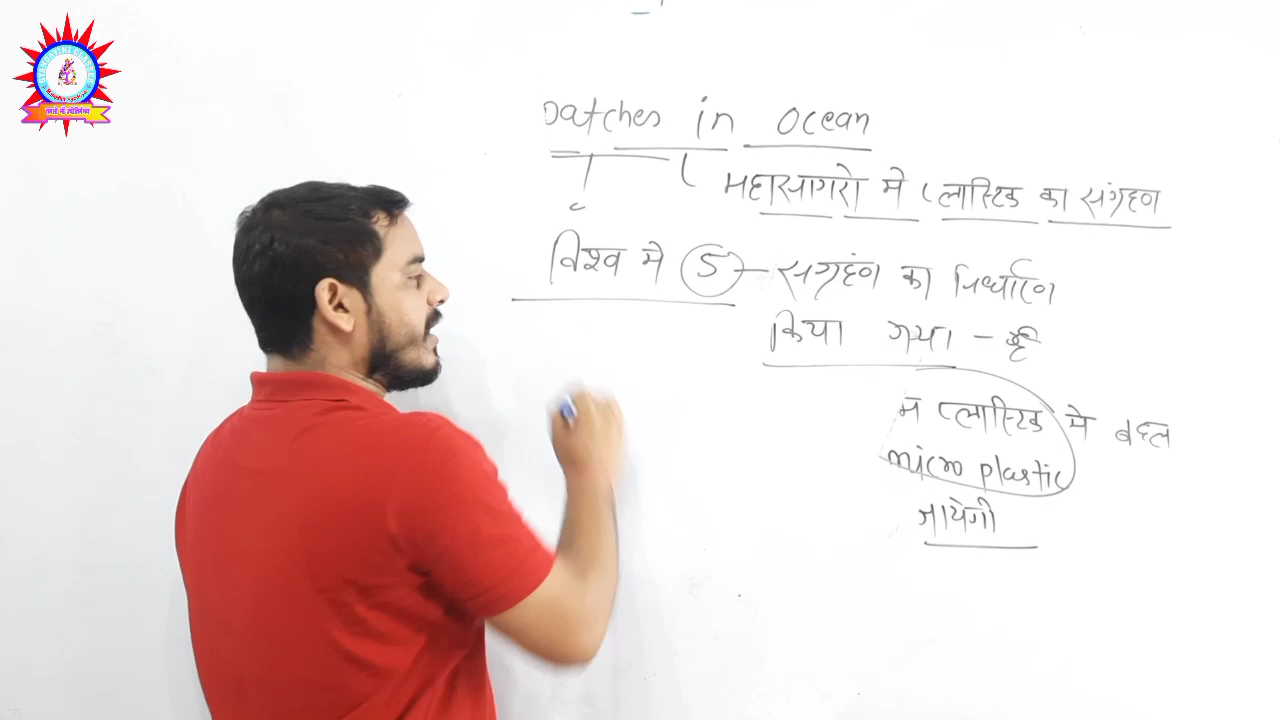 Patches in Ocean
महासागरो मे प्लास्टिक का संग्रहण
विश्व मे 5 – संग्रहण का निर्धारण
किया गया – है
प्लास्टिक मे बदल
micro plastic
जायेगी